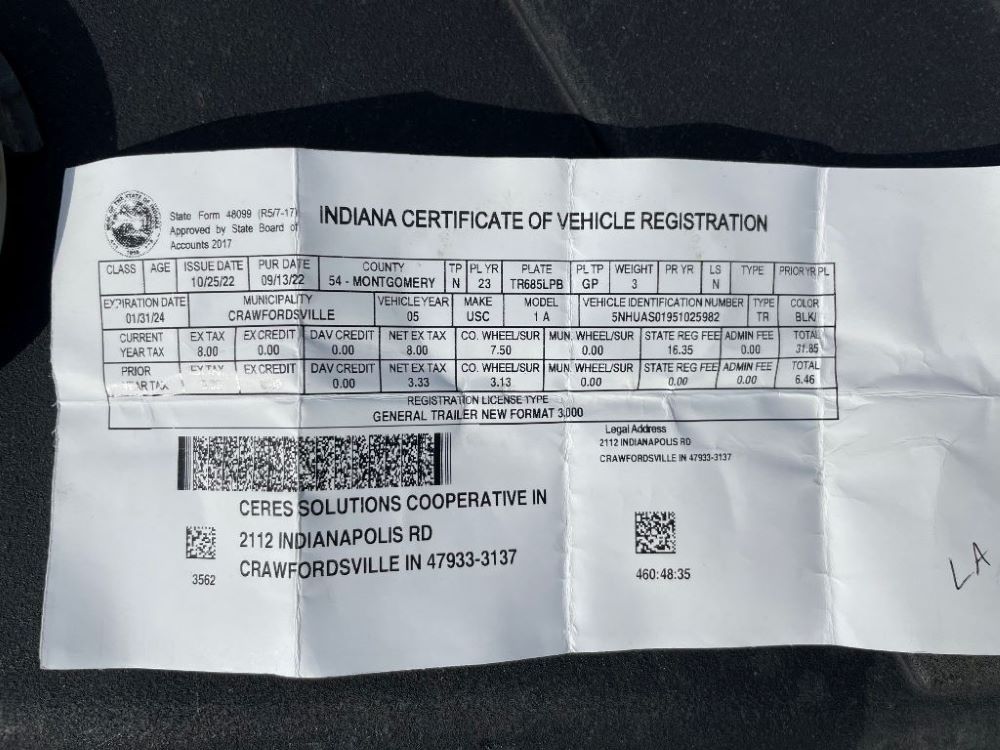 State Form 48099 (R5/7-17)
Approved by State Board of
Accounts 2017
INDIANA CERTIFICATE OF VEHICLE REGISTRATION
CLASS AGE ISSUE DATE PUR DATE COUNTY TP PL YR PLATE PL TP WEIGHT PR YR LS TYPE PRIOR YR PL
10/25/22 09/13/22 54 - MONTGOMERY N 23 TR685LPB GP 3 N
EXPIRATION DATE MUNICIPALITY VEHICLE YEAR MAKE MODEL VEHICLE IDENTIFICATION NUMBER TYPE COLOR
01/31/24 CRAWFORDSVILLE 05 USC 1 A 5NHUAS01951025982 TR BLK/
CURRENT EX TAX EX CREDIT DAV CREDIT NET EX TAX CO. WHEEL/SUR MUN. WHEEL/SUR STATE REG FEE ADMIN FEE TOTAL
YEAR TAX 8.00 0.00 0.00 8.00 7.50 0.00 16.35 0.00 31.85
PRIOR EX TAX EX CREDIT DAV CREDIT NET EX TAX CO. WHEEL/SUR MUN. WHEEL/SUR STATE REG FEE ADMIN FEE TOTAL
YEAR TAX 0.00 3.33 3.13 0.00 0.00 0.00 6.46
REGISTRATION LICENSE TYPE
GENERAL TRAILER NEW FORMAT 3,000
Legal Address
2112 INDIANAPOLIS RD
CRAWFORDSVILLE IN 47933-3137
CERES SOLUTIONS COOPERATIVE IN
2112 INDIANAPOLIS RD
CRAWFORDSVILLE IN 47933-3137
3562
460:48:35
LA